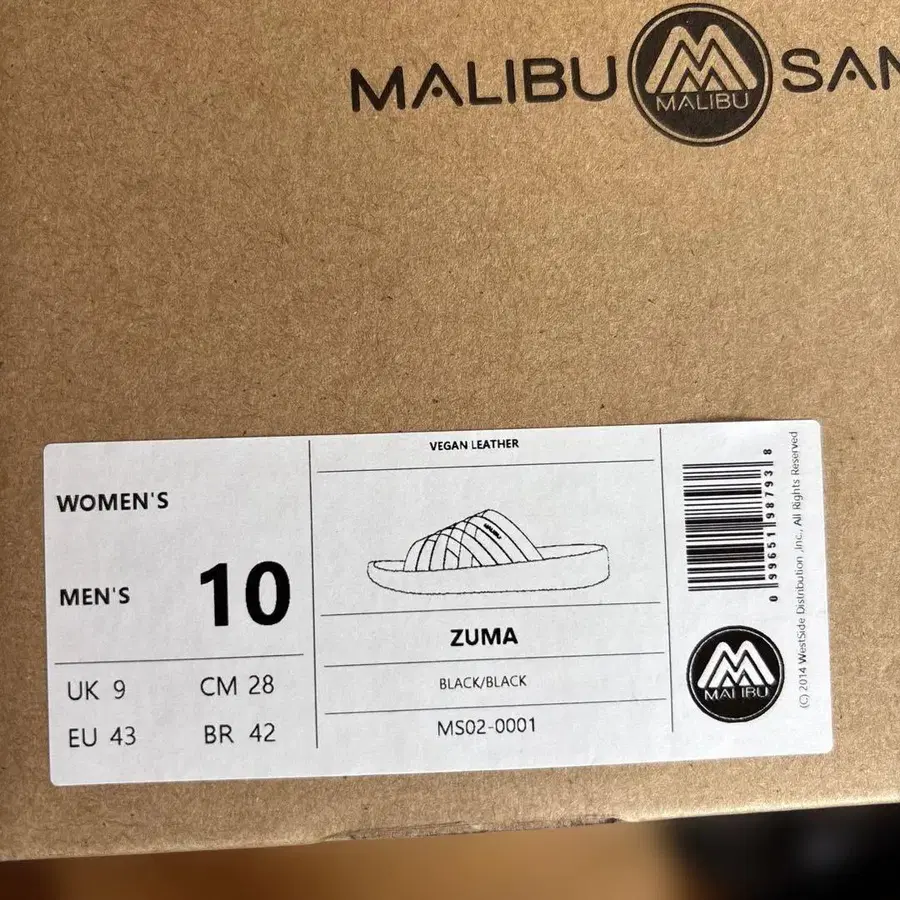 MALIBU MALIBU SAN
VEGAN LEATHER
WOMEN'S
MEN'S 10
UK 9 CM 28
EU 43 BR 42
MALIBU
ZUMA
BLACK/BLACK
MS02-0001
0 99651 98793 8
MALIBU
(C) 2014 WestSide Distribution ,Inc., All Rights Reserved